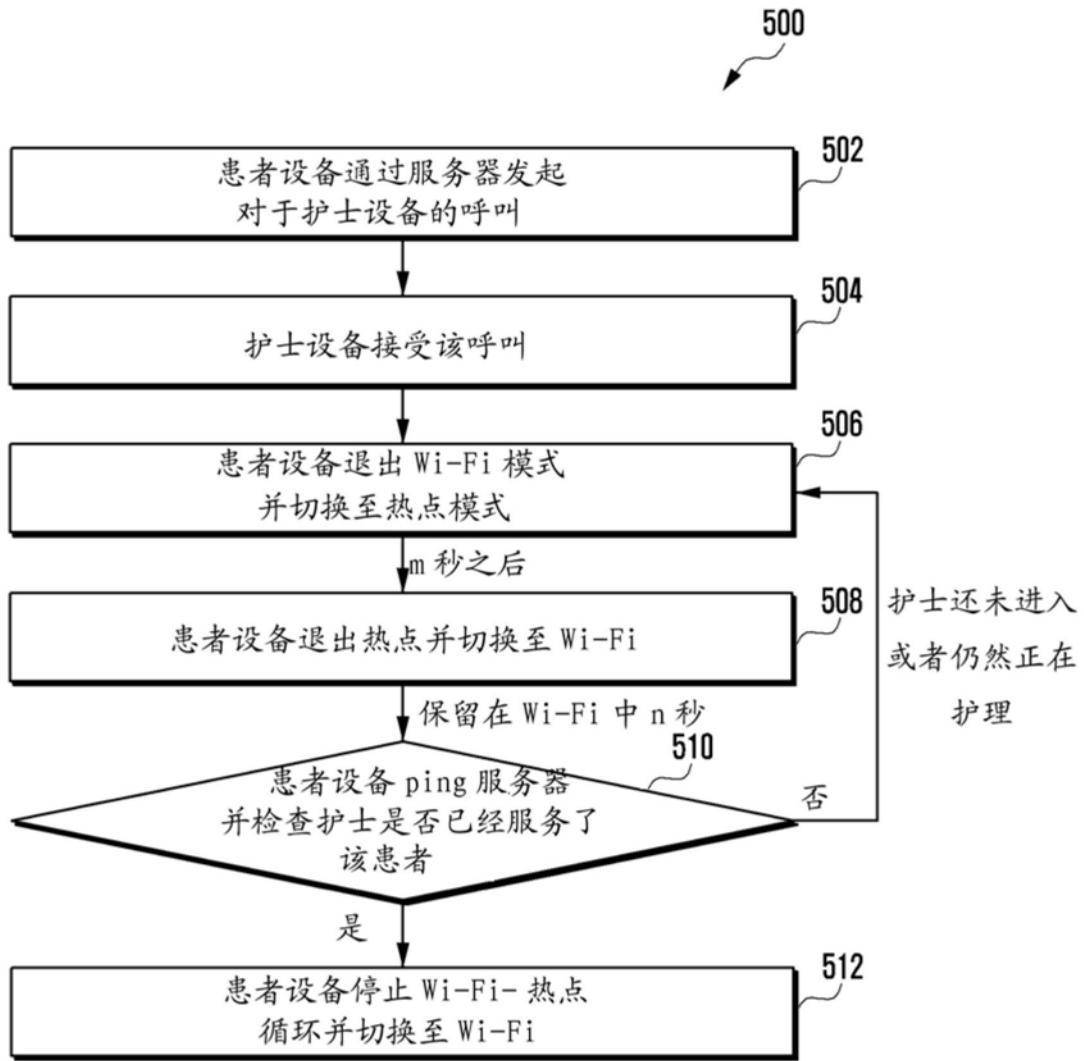 500
502
患者设备通过服务器发起
对于护士设备的呼叫
504
护士设备接受该呼叫
506
患者设备退出 Wi-Fi 模式
并切换至热点模式
m 秒之后
508
患者设备退出热点并切换至 Wi-Fi
护士还未进入
或者仍然正在
护理
保留在 Wi-Fi 中 n 秒
510
患者设备 ping 服务器
并检查护士是否已经服务了
该患者
否
是
512
患者设备停止 Wi-Fi-热点
循环并切换至 Wi-Fi